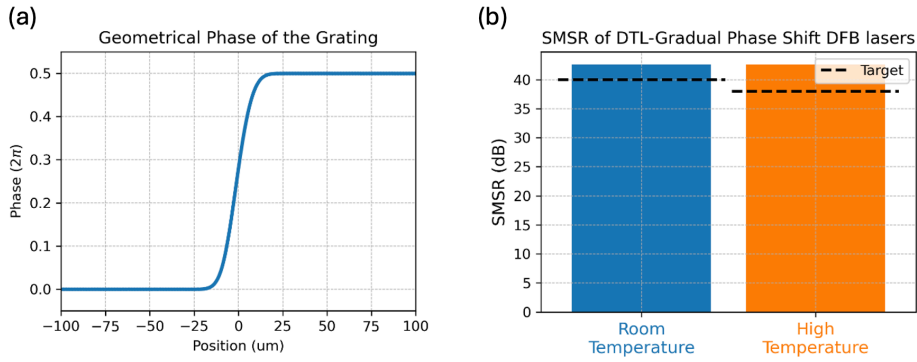 (a)
Geometrical Phase of the Grating
Phase (2π)
0.5
0.4
0.3
0.2
0.1
0.0
−100 −75 −50 −25 0 25 50 75 100
Position (um)
(b)
SMSR of DTL-Gradual Phase Shift DFB lasers
SMSR (dB)
40
35
30
25
20
15
10
5
0
Target
Room
Temperature
High
Temperature